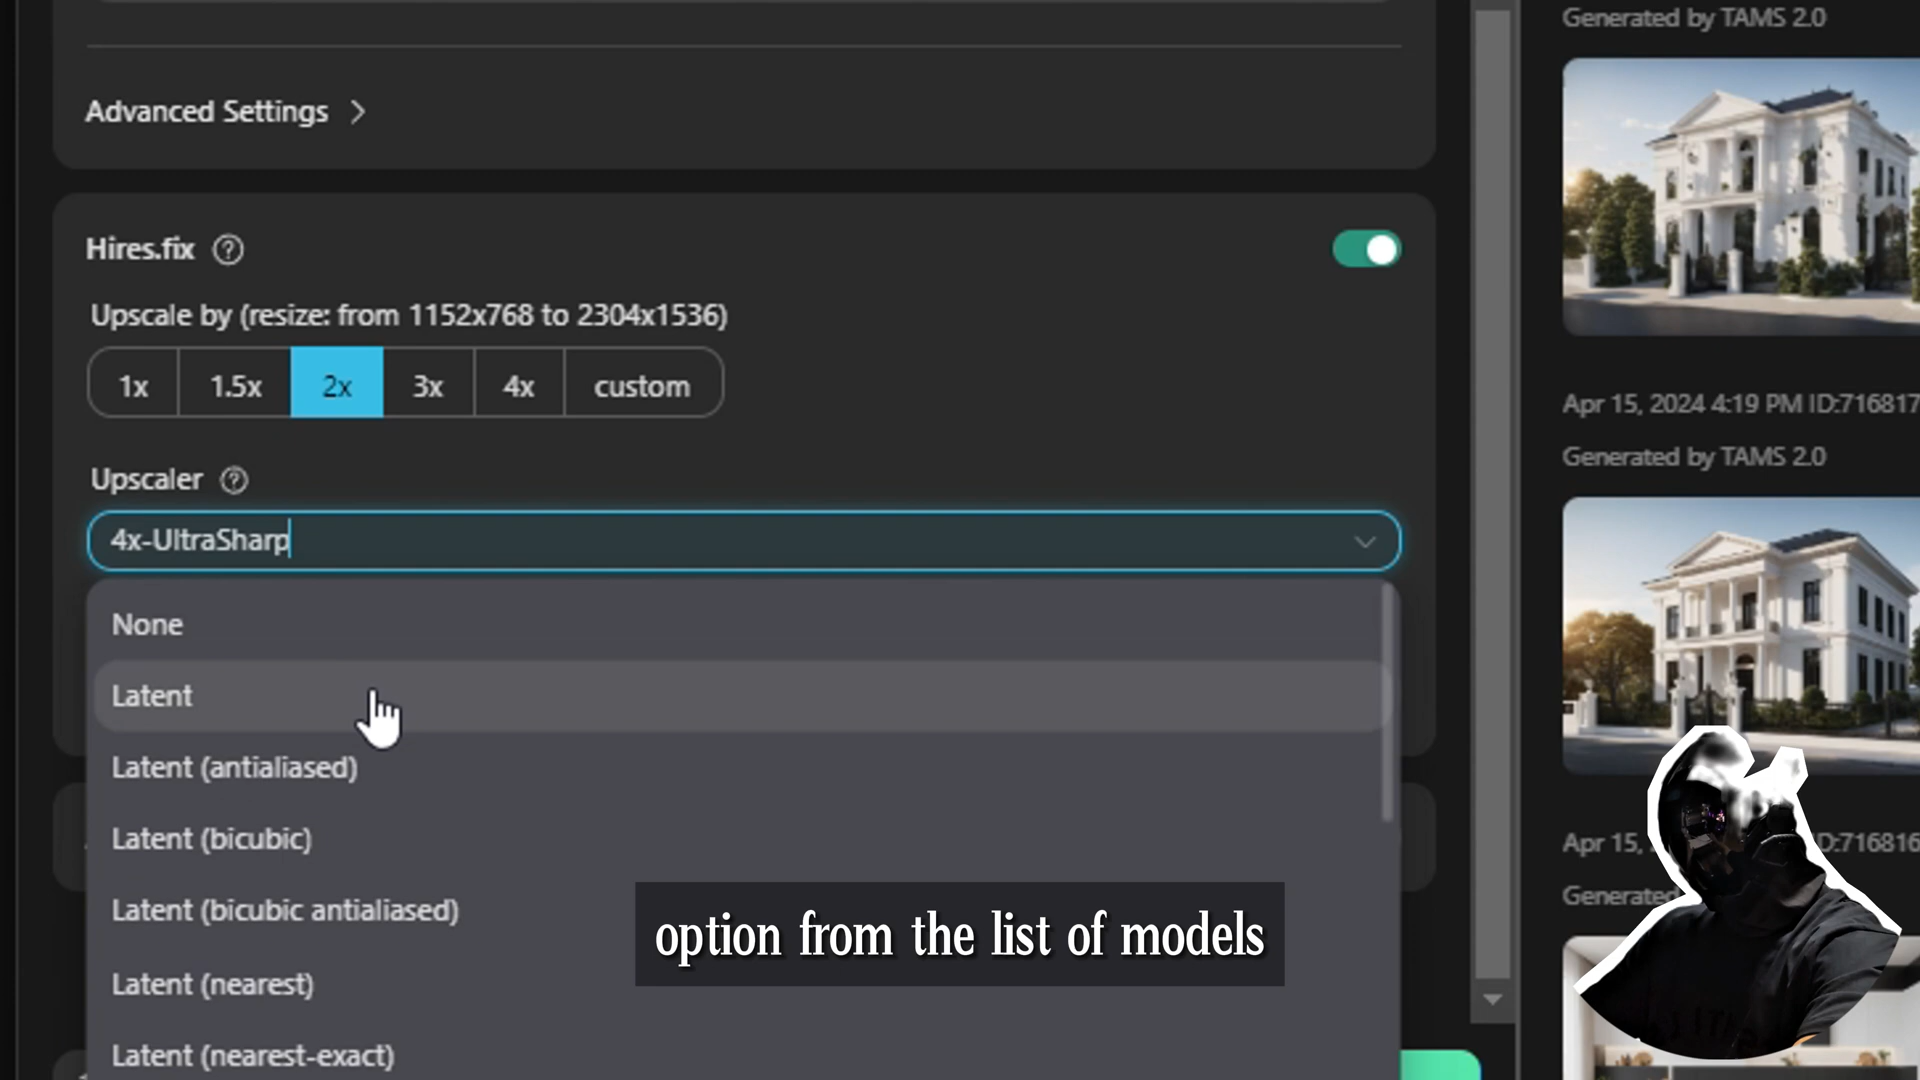 Generated by TAMS 2.0
Advanced Settings
Hires.fix
Upscale by (resize: from 1152x768 to 2304x1536)
1x 1.5x 2x 3x 4x custom
Apr 15, 2024 4:19 PM ID:716817
Generated by TAMS 2.0
Upscaler
4x-UltraSharp
None
Latent
Latent (antialiased)
Latent (bicubic)
Apr 15, D:716816
Generated
Latent (bicubic antialiased)
option from the list of models
Latent (nearest)
Latent (nearest-exact)